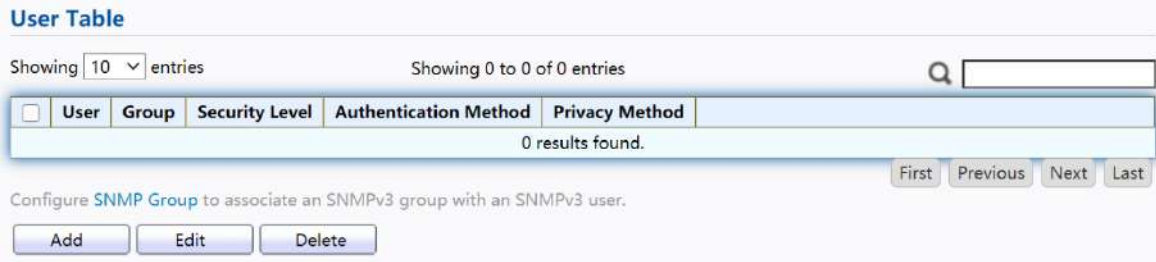 User Table
Showing 10 entries Showing 0 to 0 of 0 entries
User Group Security Level Authentication Method Privacy Method
0 results found.
First Previous Next Last
Configure SNMP Group to associate an SNMPv3 group with an SNMPv3 user.
Add Edit Delete